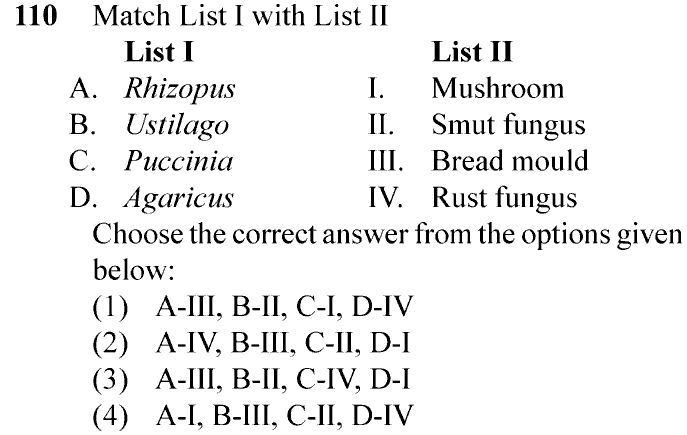 110 Match List I with List II
List I List II
A. Rhizopus I. Mushroom
B. Ustilago II. Smut fungus
C. Puccinia III. Bread mould
D. Agaricus IV. Rust fungus
Choose the correct answer from the options given
below:
(1) A-III, B-II, C-I, D-IV
(2) A-IV, B-III, C-II, D-I
(3) A-III, B-II, C-IV, D-I
(4) A-I, B-III, C-II, D-IV